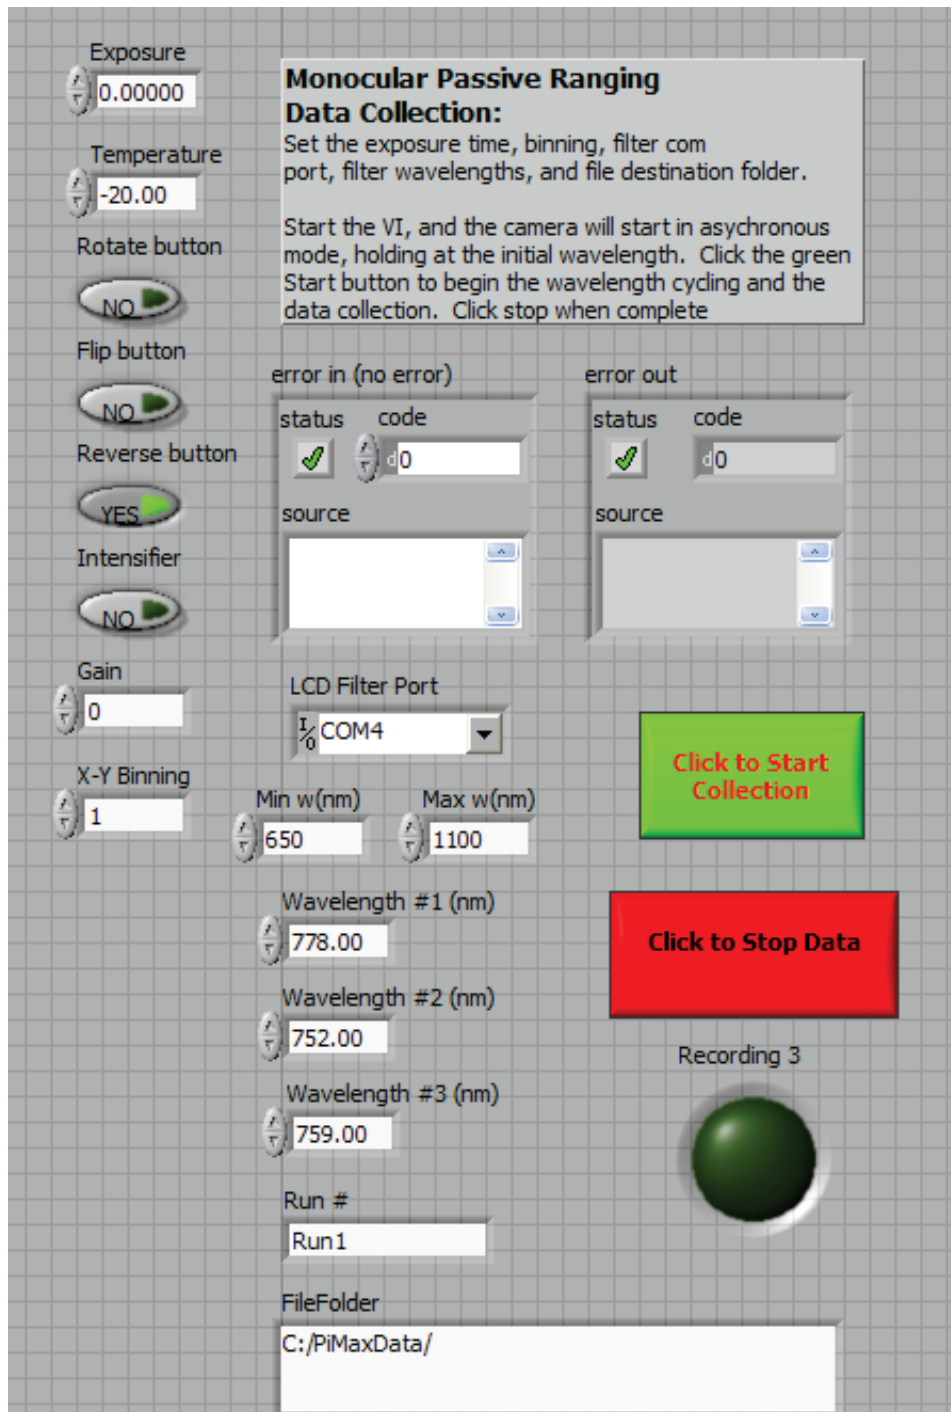 Exposure
0.00000
Temperature
-20.00
Rotate button
NO
Flip button
NO
Reverse button
YES
Intensifier
NO
Gain
0
X-Y Binning
1
Monocular Passive Ranging
Data Collection:
Set the exposure time, binning, filter com
port, filter wavelengths, and file destination folder.
Start the VI, and the camera will start in asychronous
mode, holding at the initial wavelength.  Click the green
Start button to begin the wavelength cycling and the
data collection.  Click stop when complete
error in (no error)
status code
d0
source
error out
status code
d0
source
LCD Filter Port
I/O COM4
Min w(nm) Max w(nm)
650 1100
Wavelength #1 (nm)
778.00
Wavelength #2 (nm)
752.00
Wavelength #3 (nm)
759.00
Run #
Run1
FileFolder
C:/PiMaxData/
Click to Start
Collection
Click to Stop Data
Recording 3